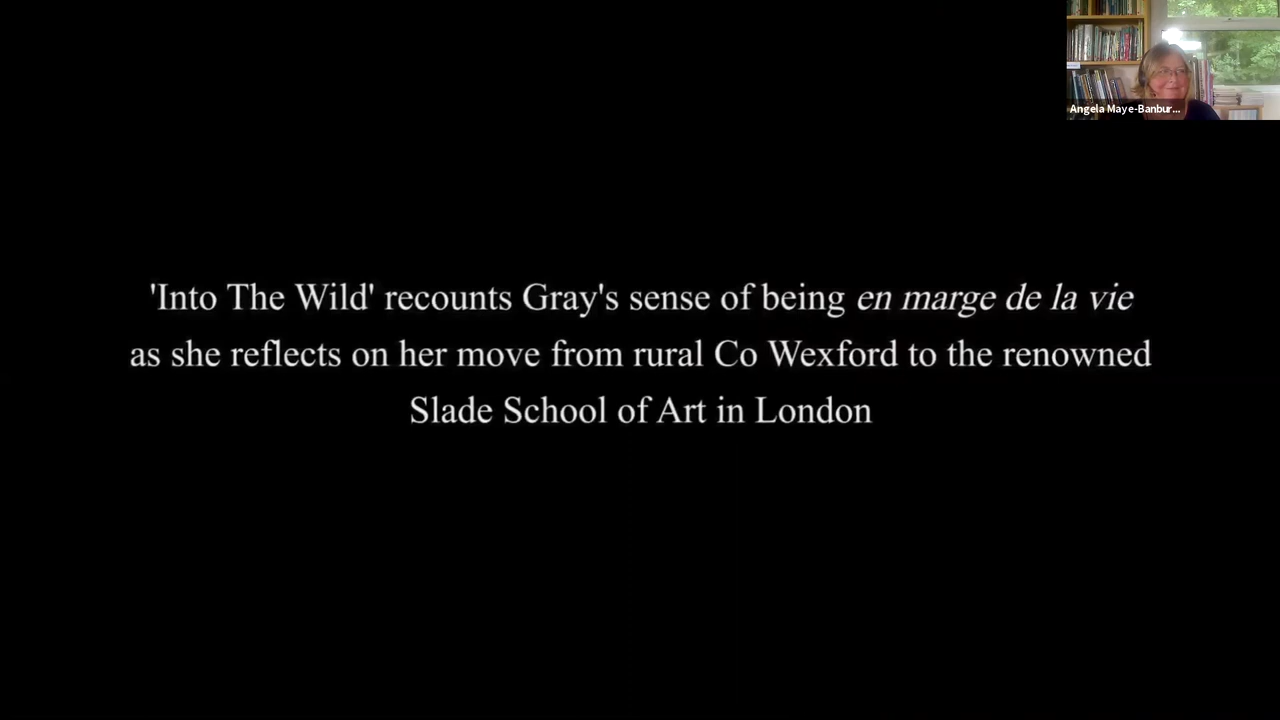 Angela Maye-Banbur...
'Into The Wild' recounts Gray's sense of being en marge de la vie
as she reflects on her move from rural Co Wexford to the renowned
Slade School of Art in London